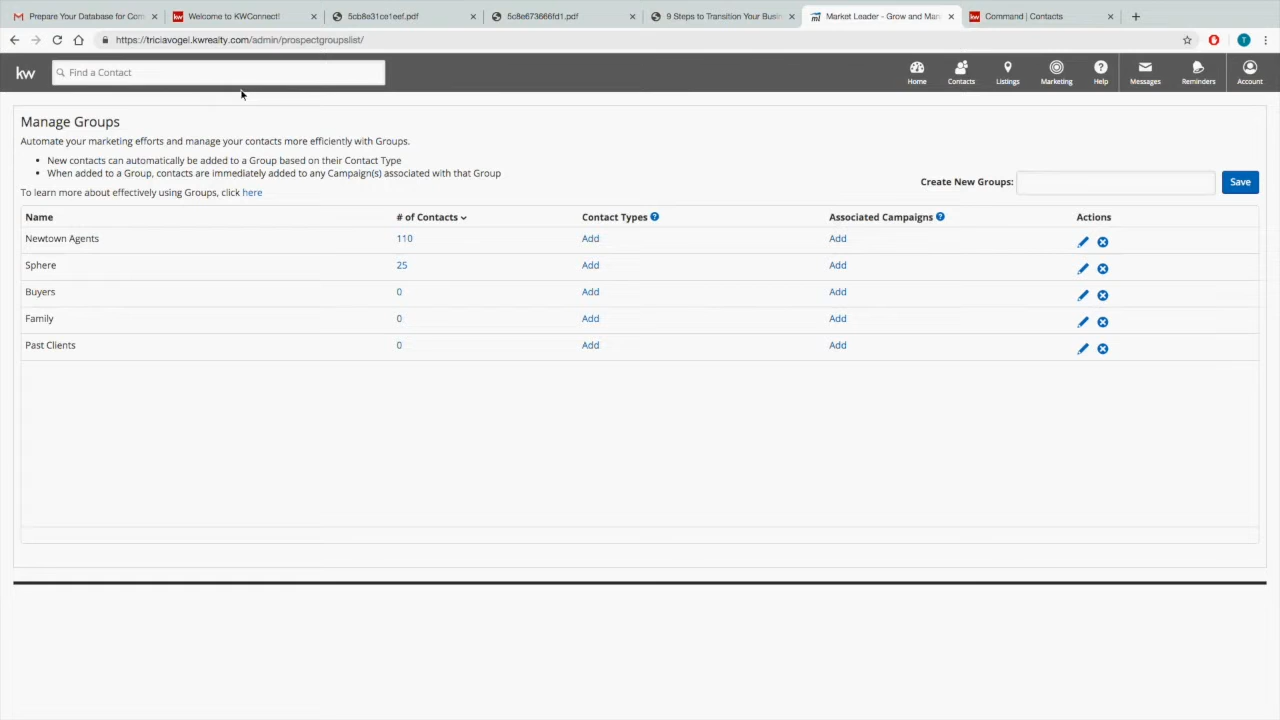 Prepare Your Database for Com
Welcome to KWConnect!
5cb8a31ce1eef.pdf
5c8e673666fd1.pdf
9 Steps to Transition Your Busin
Market Leader - Grow and Man
Command | Contacts
https://triciavogel.kwrealty.com/admin/prospectgroupslist/
T
kw
Find a Contact
Home
Contacts
Listings
Marketing
Help
Messages
Reminders
Account
Manage Groups
Automate your marketing efforts and manage your contacts more efficiently with Groups.
• New contacts can automatically be added to a Group based on their Contact Type
• When added to a Group, contacts are immediately added to any Campaign(s) associated with that Group
To learn more about effectively using Groups, click here
Create New Groups:
Save
Name # of Contacts Contact Types ? Associated Campaigns ? Actions
Newtown Agents 110 Add Add
Sphere 25 Add Add
Buyers 0 Add Add
Family 0 Add Add
Past Clients 0 Add Add